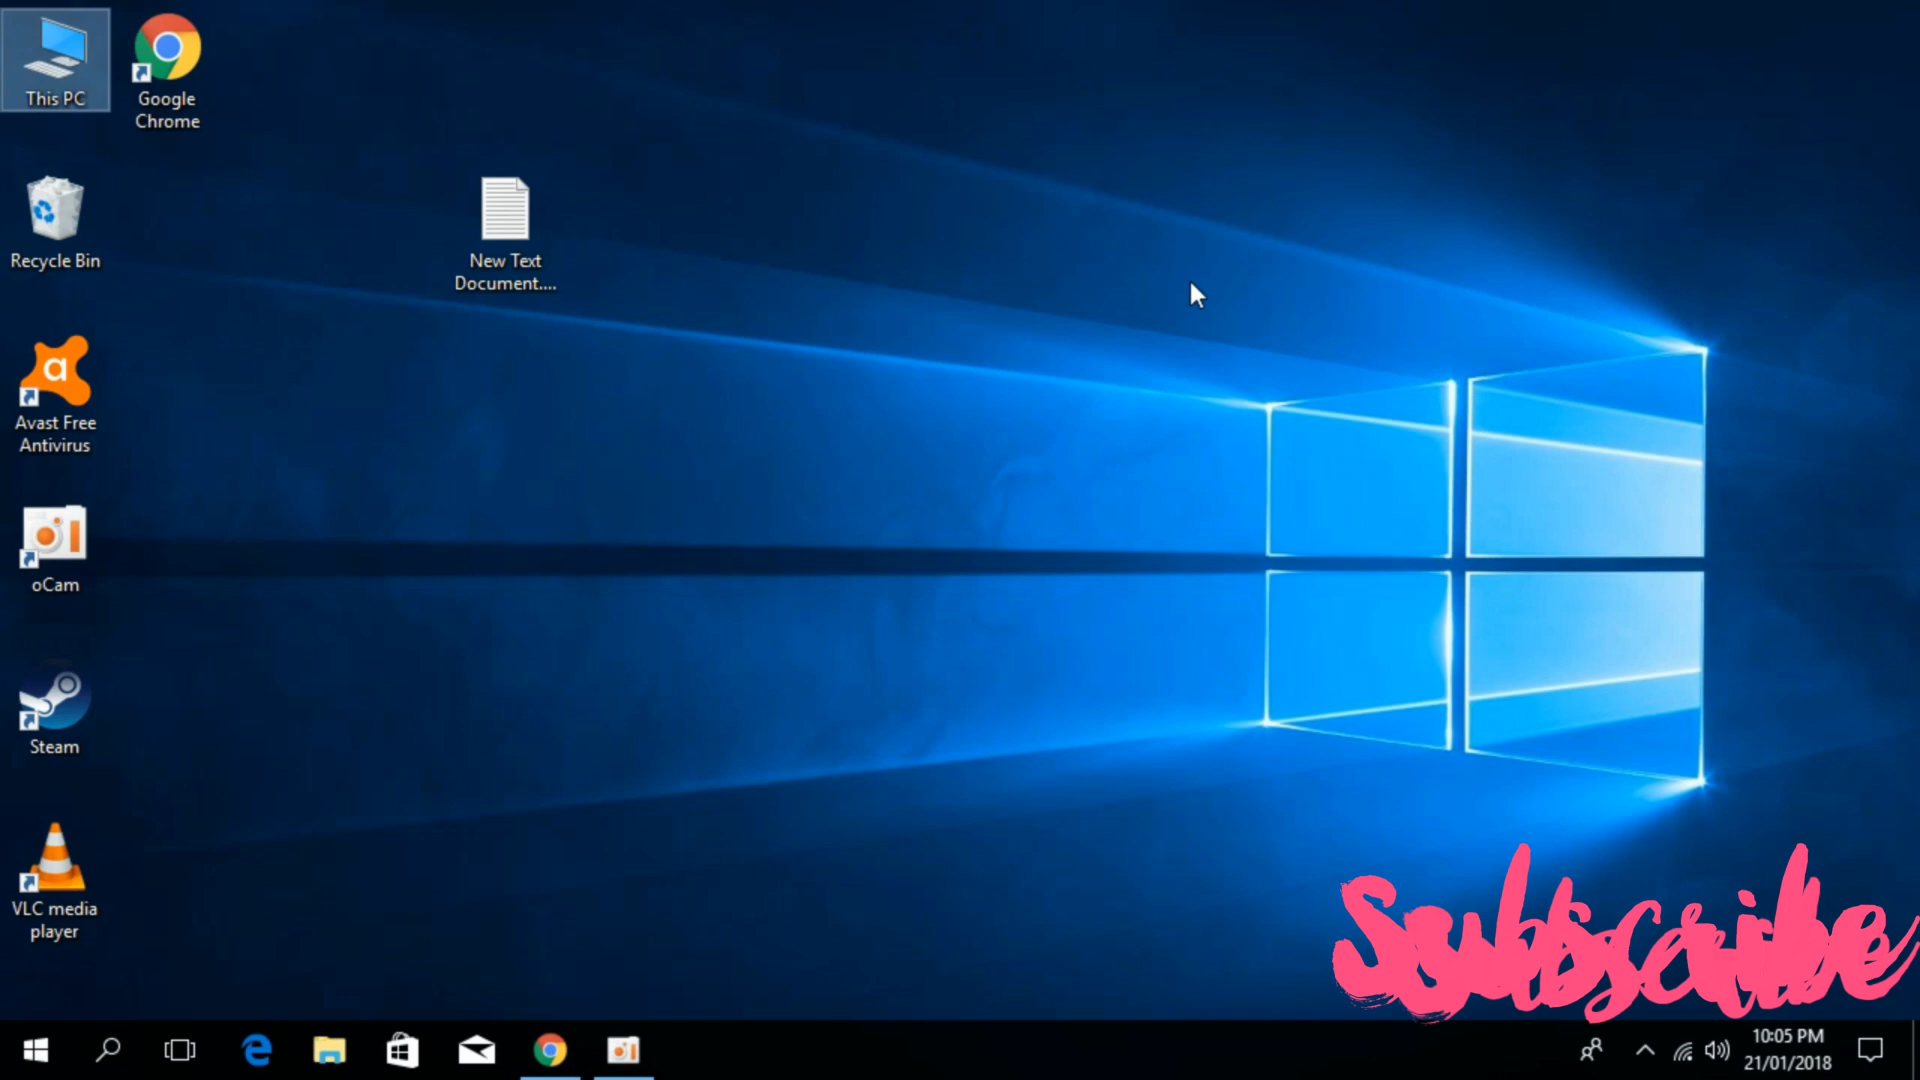 This PC
Google
Chrome
Recycle Bin
New Text
Document....
Avast Free
Antivirus
oCam
Steam
VLC media
player
Subscribe
10:05 PM
21/01/2018